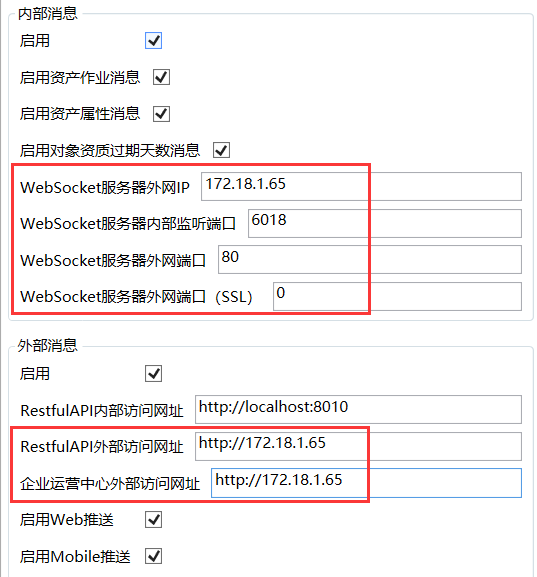 内部消息
启用
启用资产作业消息
启用资产属性消息
启用对象资质过期天数消息
WebSocket服务器外网IP 172.18.1.65
WebSocket服务器内部监听端口 6018
WebSocket服务器外网端口 80
WebSocket服务器外网端口（SSL） 0
外部消息
启用
RestfulAPI内部访问网址 http://localhost:8010
RestfulAPI外部访问网址 http://172.18.1.65
企业运营中心外部访问网址 http://172.18.1.65
启用Web推送
启用Mobile推送